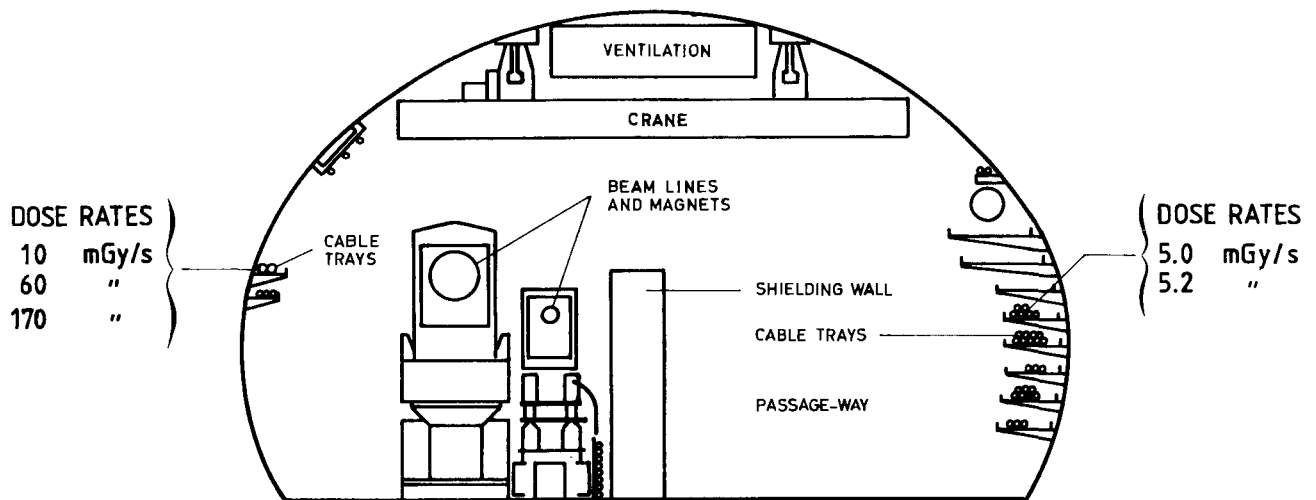 VENTILATION
CRANE
BEAM LINES
AND MAGNETS
DOSE RATES
10 mGy/s
60 "
170 "
CABLE
TRAYS
DOSE RATES
5.0 mGy/s
5.2 "
SHIELDING WALL
CABLE TRAYS
PASSAGE-WAY